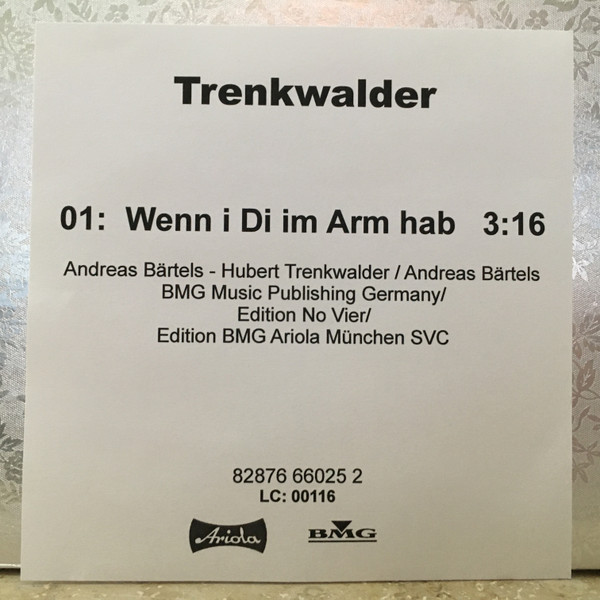 Trenkwalder
01: Wenn i Di im Arm hab 3:16
Andreas Bärtels - Hubert Trenkwalder / Andreas Bärtels
BMG Music Publishing Germany/
Edition No Vier/
Edition BMG Ariola München SVC
82876 66025 2
LC: 00116
Ariola BMG